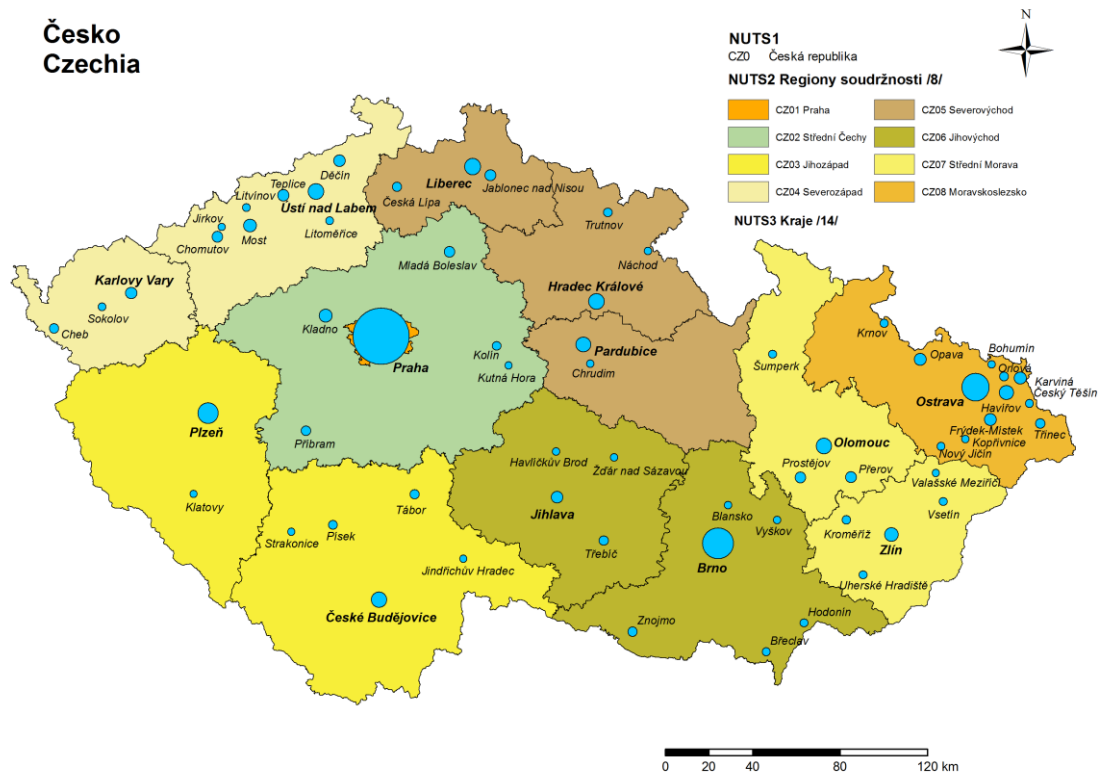 Česko
Czechia
N
NUTS1
CZ0 Česká republika
NUTS2 Regiony soudržnosti /8/
CZ01 Praha
CZ05 Severovýchod
CZ02 Střední Čechy
CZ06 Jihovýchod
CZ03 Jihozápad
CZ07 Střední Morava
CZ04 Severozápad
CZ08 Moravskoslezsko
NUTS3 Kraje /14/
Děčín
Teplice
Litvínov
Ústí nad Labem
Jirkov
Most
Litoměřice
Chomutov
Liberec
Jablonec nad Nisou
Česká Lípa
Trutnov
Náchod
Mladá Boleslav
Karlovy Vary
Sokolov
Cheb
Hradec Králové
Kladno
Praha
Kolín
Kutná Hora
Pardubice
Chrudim
Šumperk
Krnov
Opava
Bohumín
Orlová
Karviná
Český Těšín
Ostrava
Havířov
Frýdek-Místek
Třinec
Kopřivnice
Nový Jičín
Plzeň
Příbram
Klatovy
Havlíčkův Brod
Žďár nad Sázavou
Olomouc
Prostějov
Přerov
Valašské Meziříčí
Vsetín
Tábor
Písek
Strakonice
Jihlava
Třebíč
Jindřichův Hradec
Blansko
Vyškov
Brno
Kroměříž
Zlín
Uherské Hradiště
České Budějovice
Znojmo
Hodonín
Břeclav
0 20 40 80 120 km